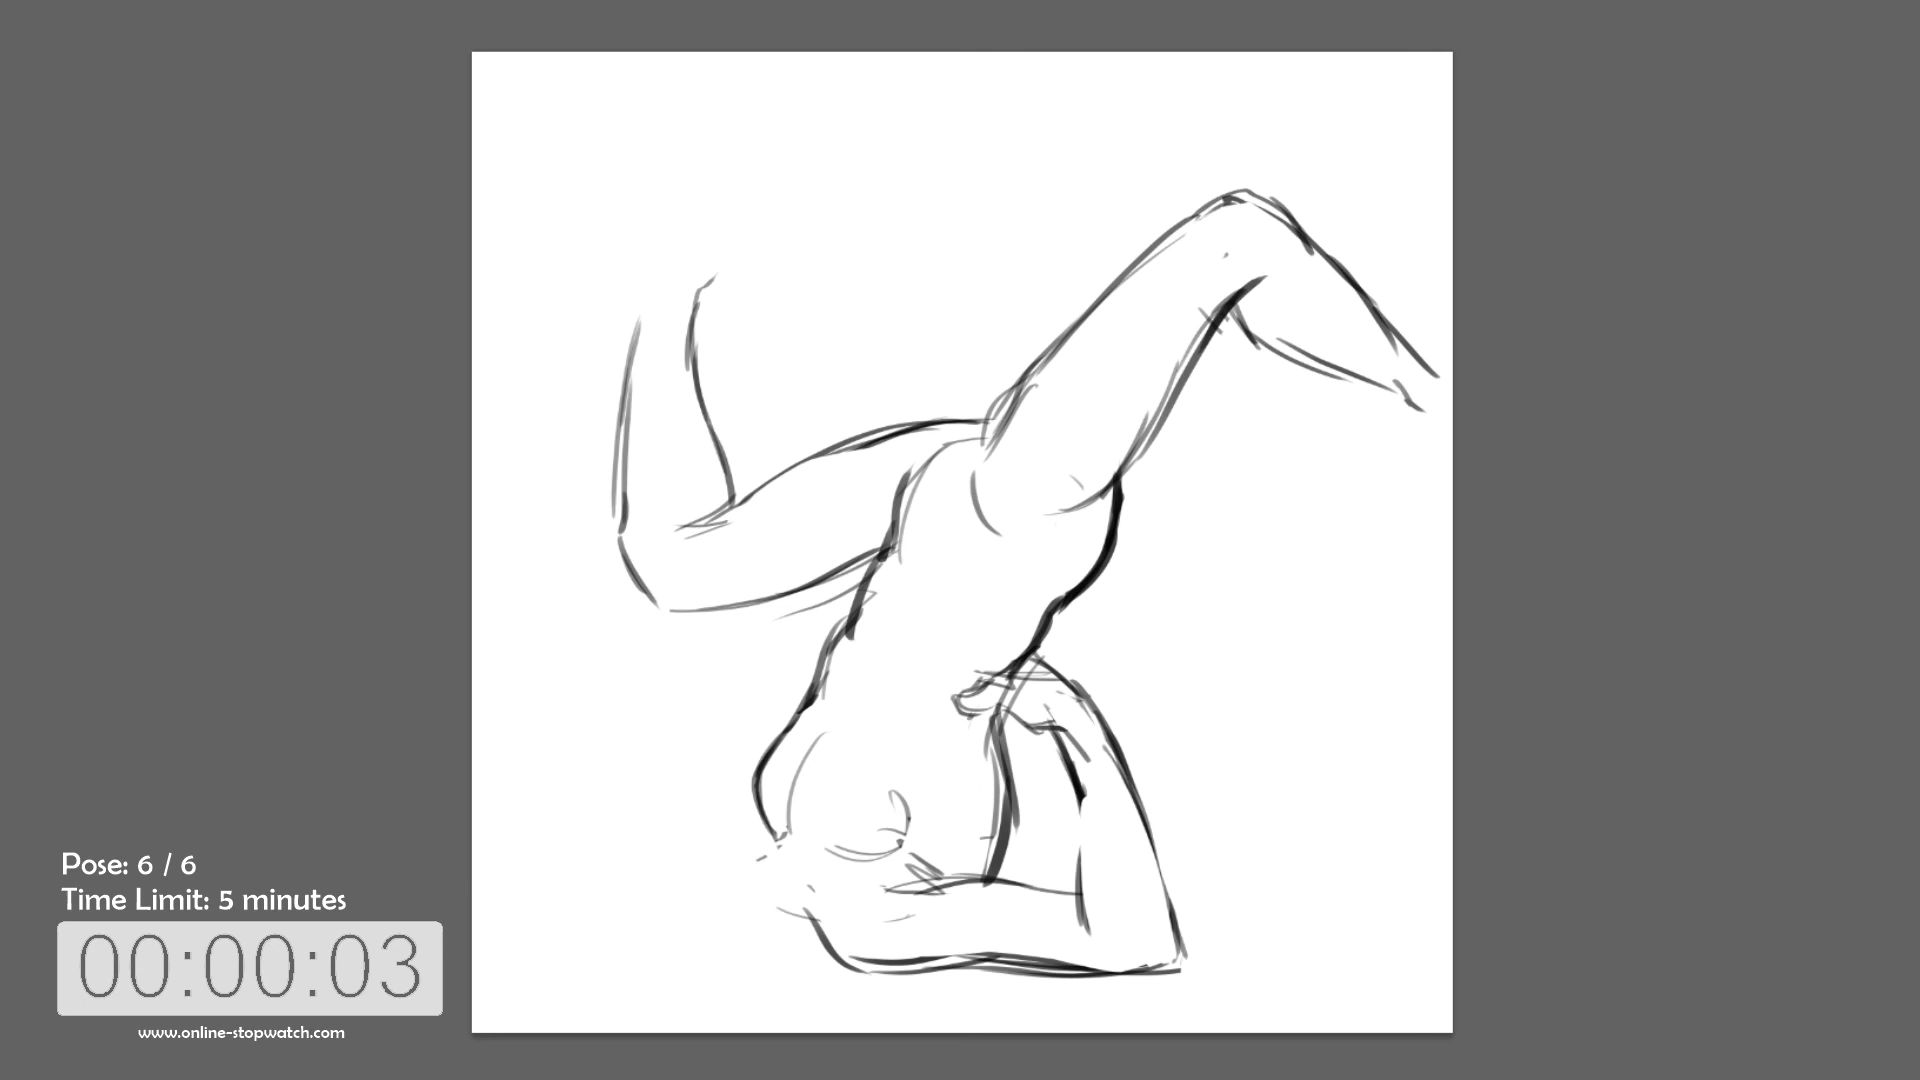 Pose: 6 / 6
Time Limit: 5 minutes
00:00:03
www.online-stopwatch.com